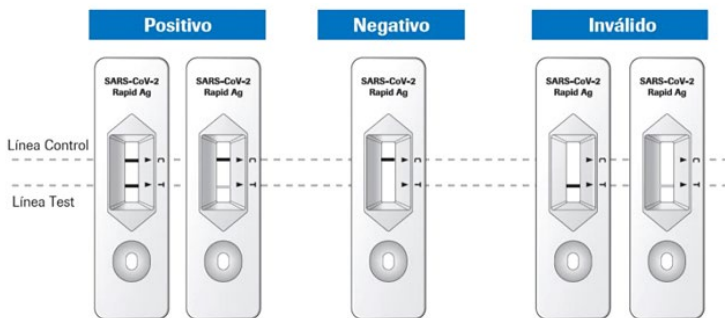 Positivo
Negativo
Inválido
SARS-CoV-2
Rapid Ag
SARS-CoV-2
Rapid Ag
SARS-CoV-2
Rapid Ag
SARS-CoV-2
Rapid Ag
SARS-CoV-2
Rapid Ag
Línea Control
C
C
C
C
C
Línea Test
T
T
T
T
T